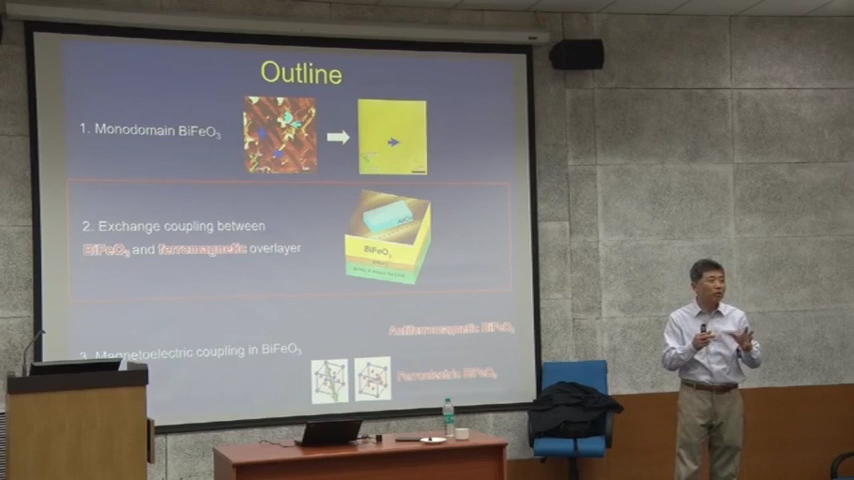 Outline
1. Monodomain BiFeO₃
2. Exchange coupling between
BiFeO₃ and ferromagnetic overlayer
BiFeO₃
3. Magnetoelectric coupling in BiFeO₃
Antiferromagnetic BiFeO₃
Ferroelectric BiFeO₃